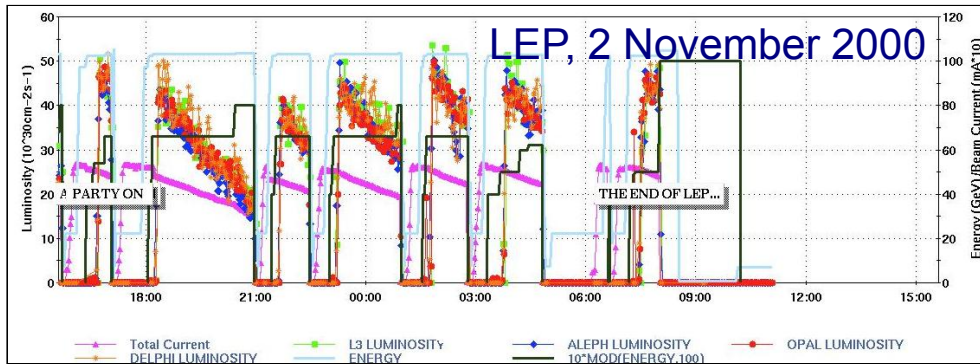 LEP, 2 November 2000
60
50
40
30
20
10
0
Luminosity (10^30cm-2s-1)
120
100
80
60
40
20
0
Energy (GeV)/Beam Current (mA*10)
A PARTY ON
THE END OF LEP...
18:00 21:00 00:00 03:00 06:00 09:00 12:00 15:00
Total Current L3 LUMINOSITY ALEPH LUMINOSITY OPAL LUMINOSITY
DELPHI LUMINOSITY ENERGY 10*MOD(ENERGY,100)